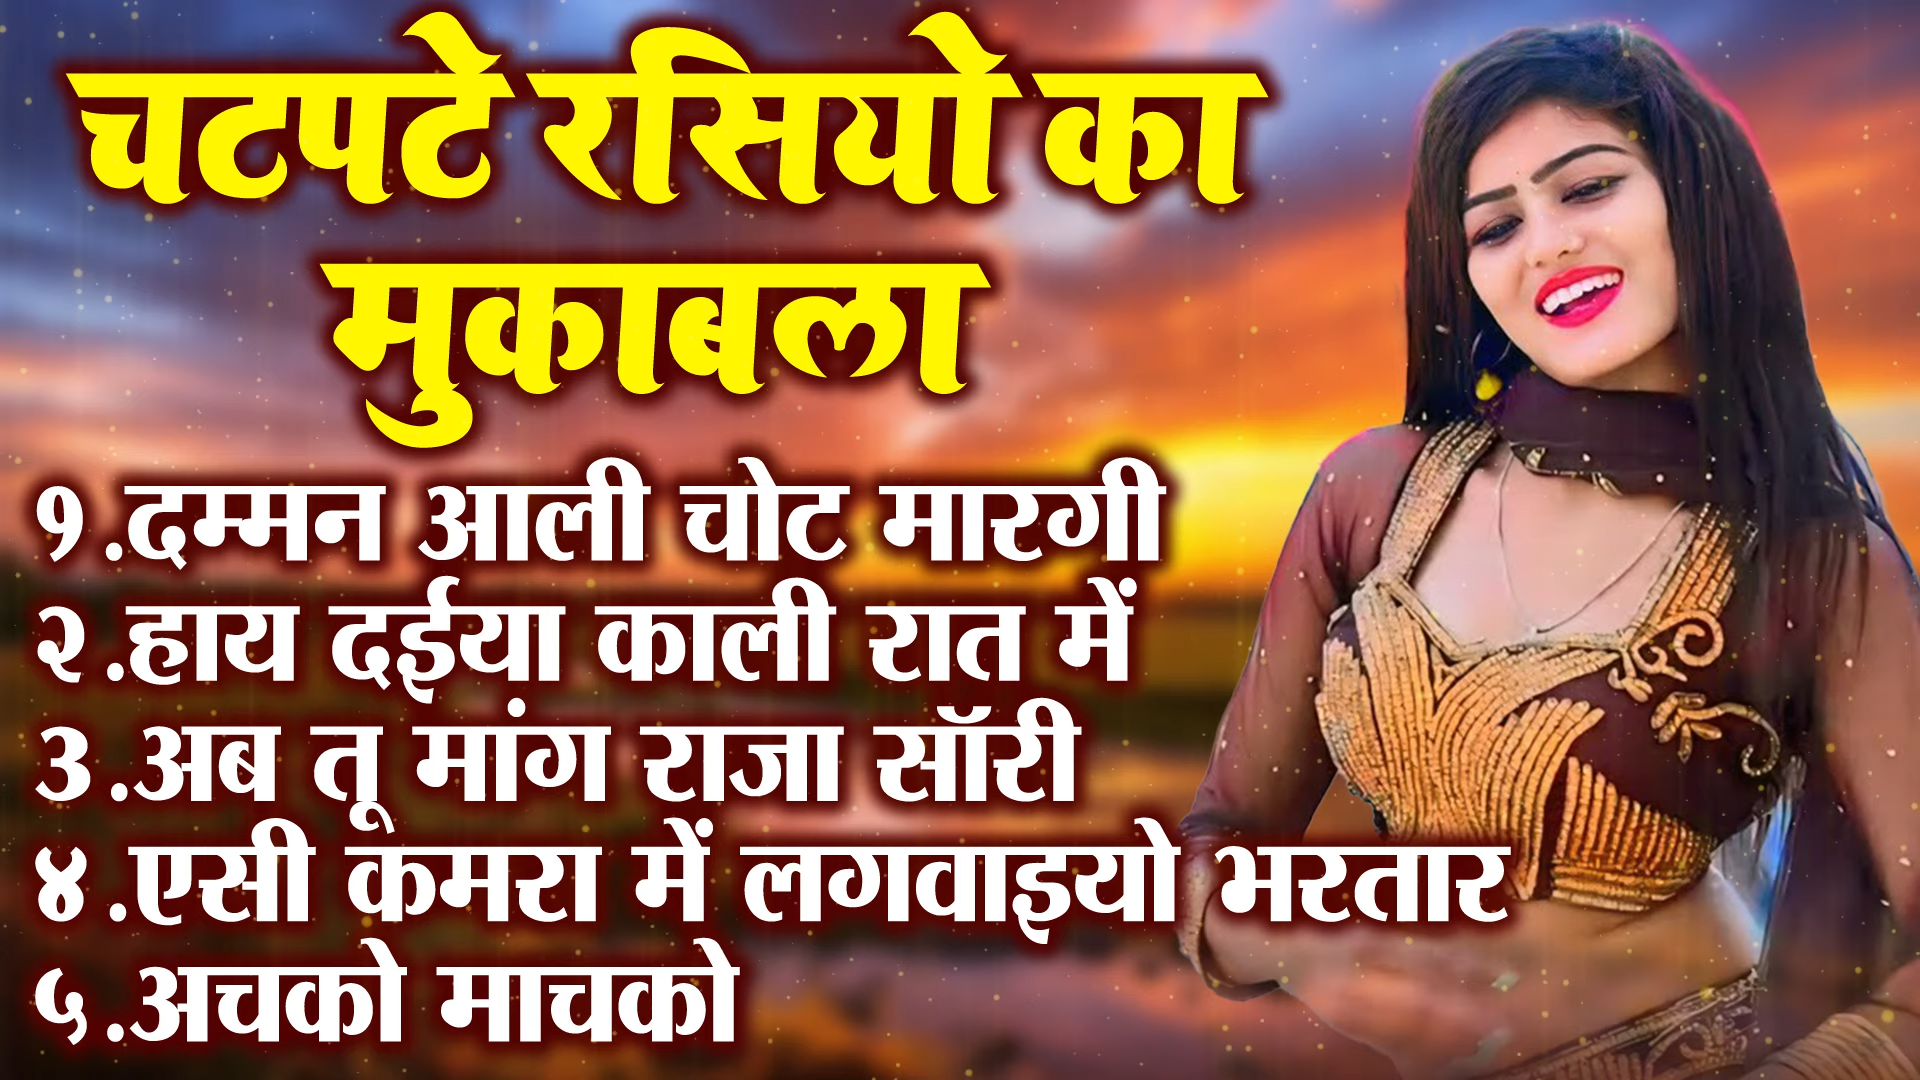 चटपटे रसियो का
मुकाबला
१.दम्मन आली चोट मारगी
२.हाय दईया काली रात में
३.अब तू मांग राजा सॉरी
४.एसी कमरा में लगवाइयो भरतार
५.अचको माचको